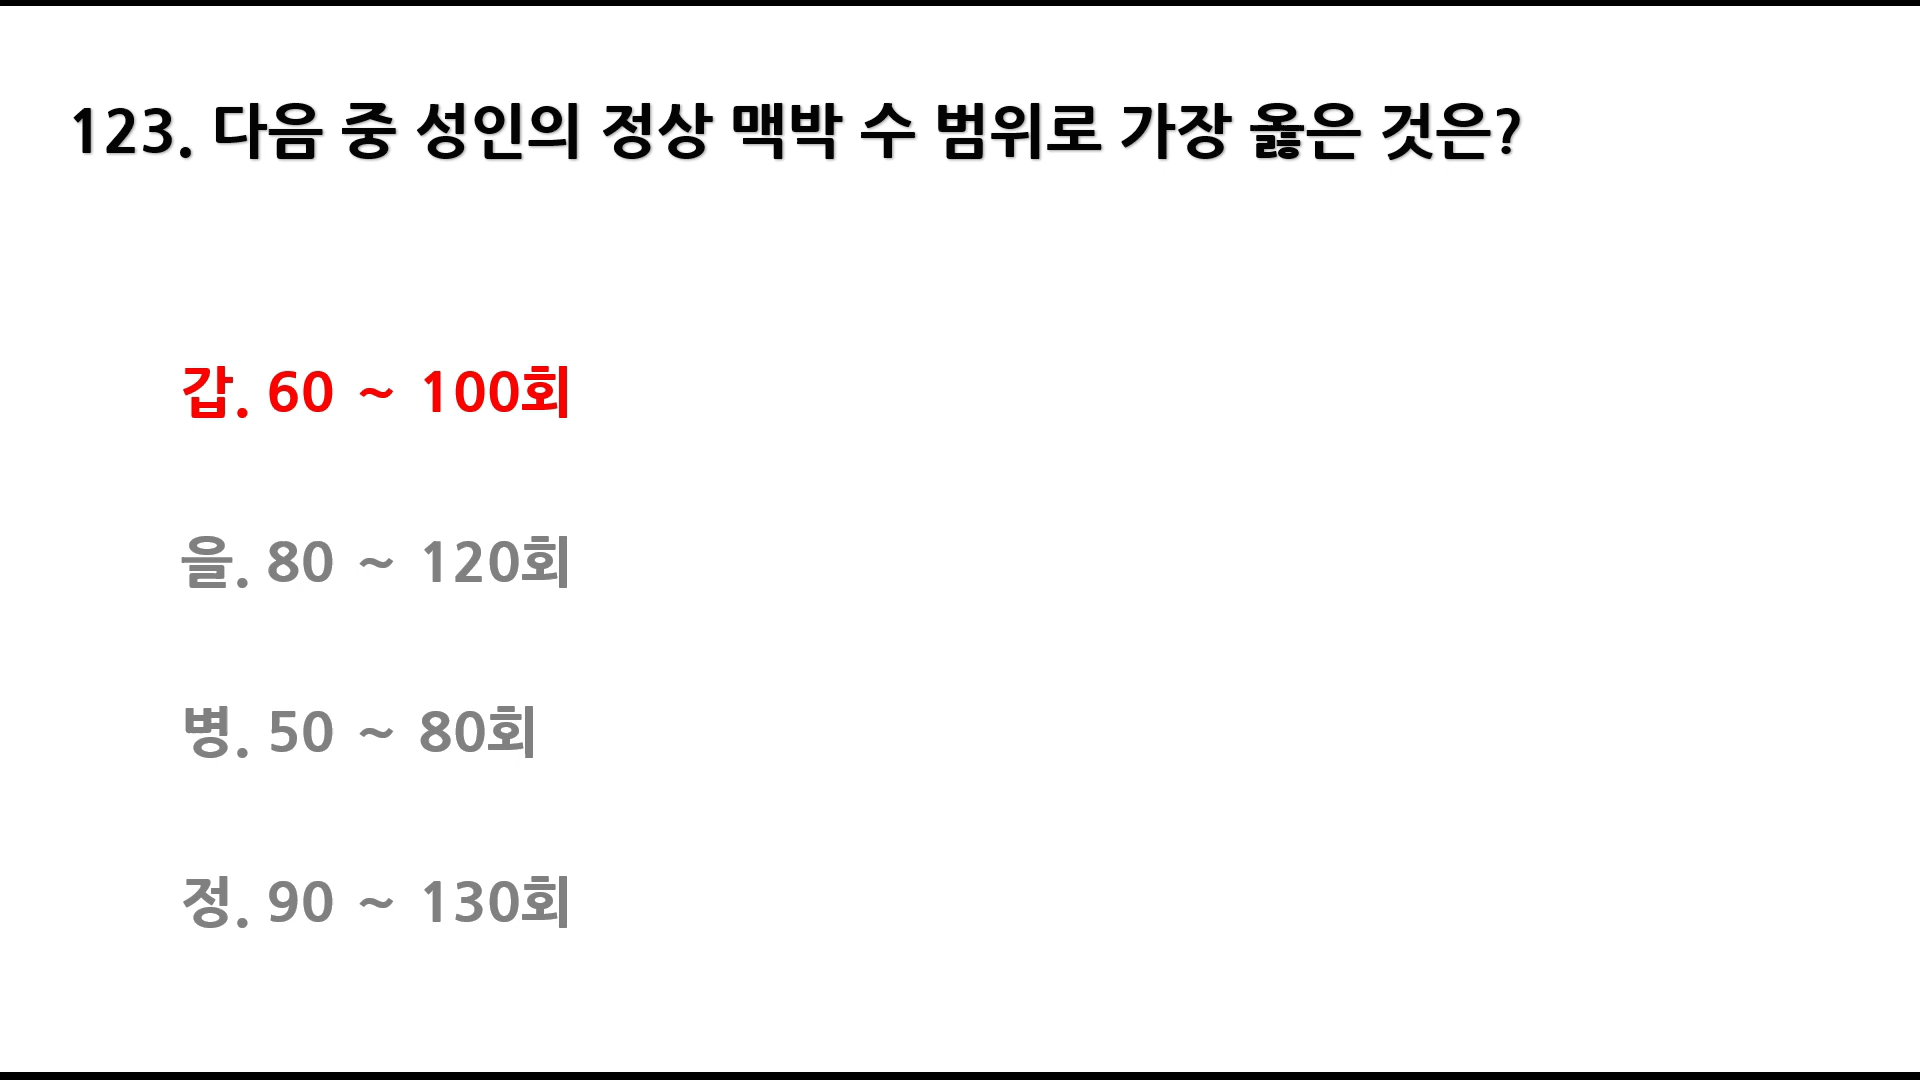 123. 다음 중 성인의 정상 맥박 수 범위로 가장 옳은 것은?
갑. 60 ~ 100회
을. 80 ~ 120회
병. 50 ~ 80회
정. 90 ~ 130회